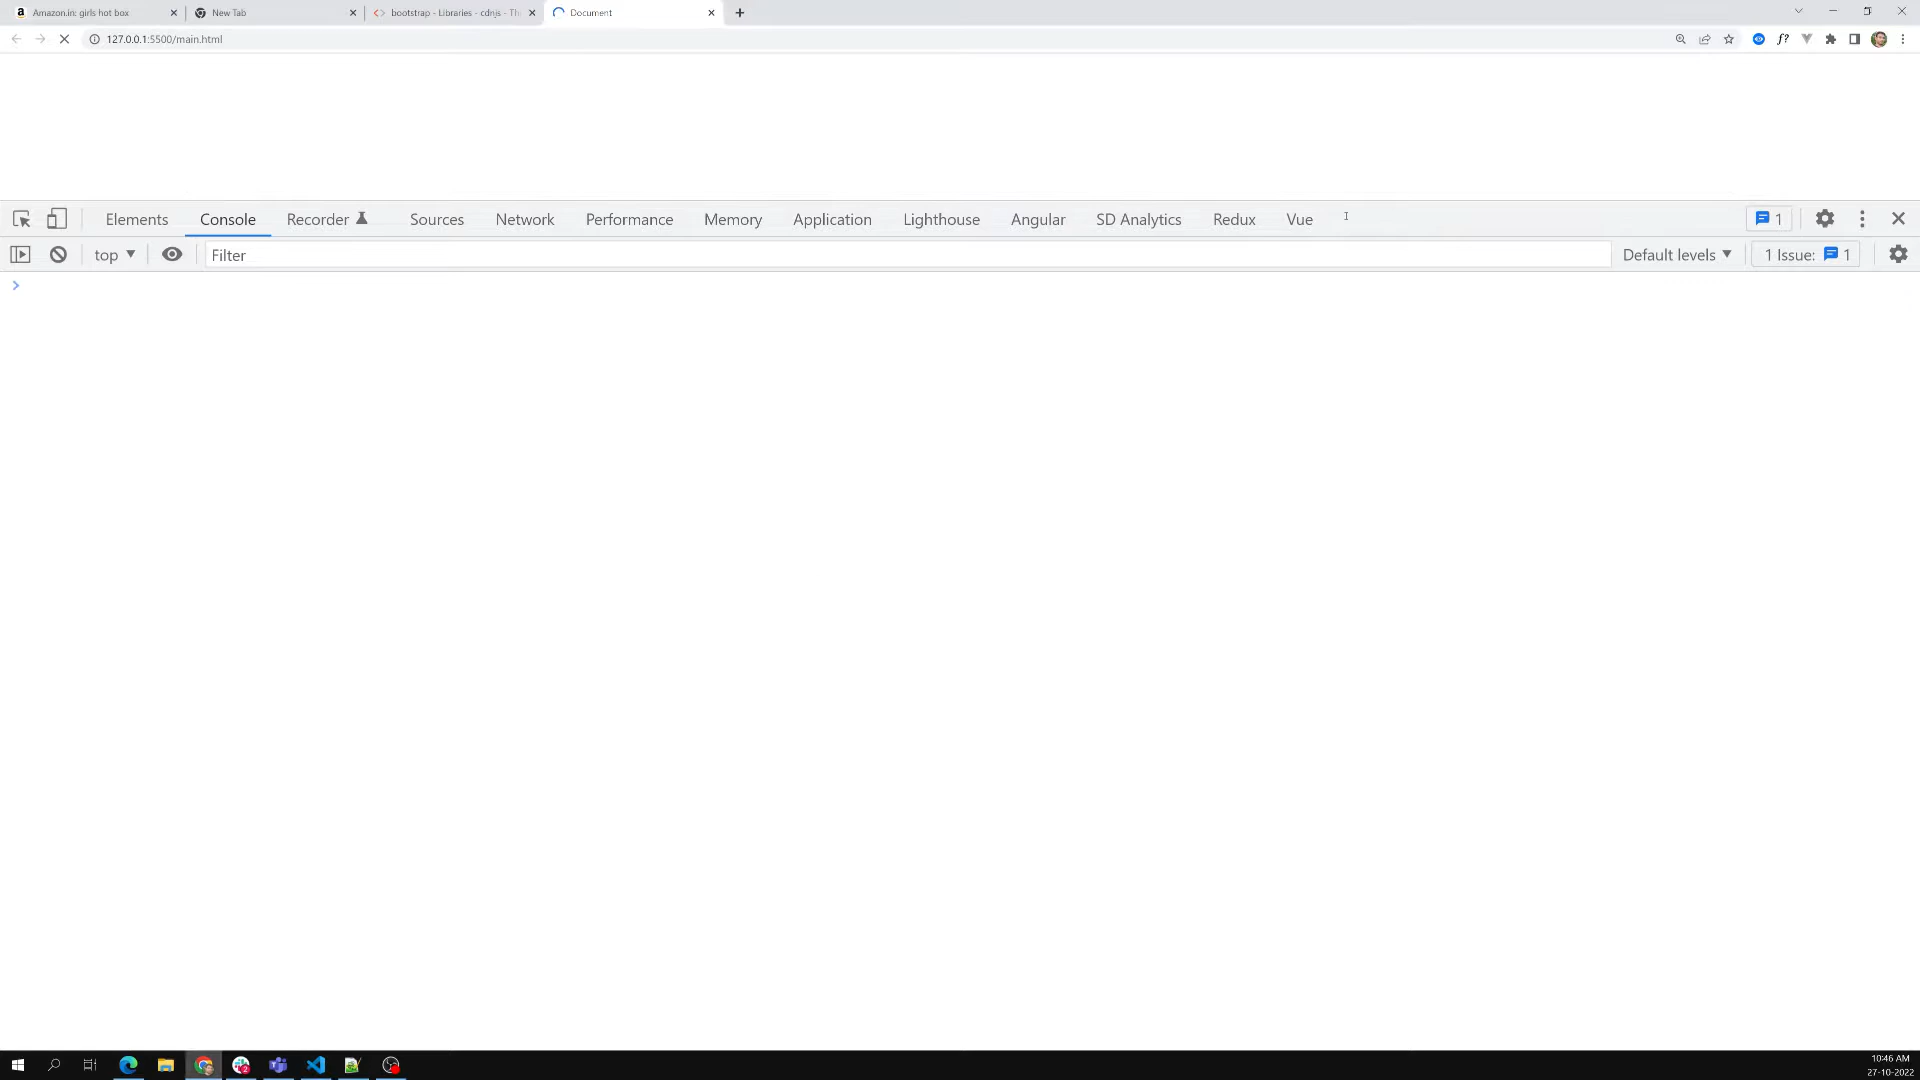 Amazon.in: girls hot box
New Tab
bootstrap - Libraries - cdnjs - Th
Document
127.0.0.1:5500/main.html
f?
Elements
Console
Recorder
Sources
Network
Performance
Memory
Application
Lighthouse
Angular
SD Analytics
Redux
Vue
1
top
Filter
Default levels
1 Issue: 1
10:46 AM
27-10-2022